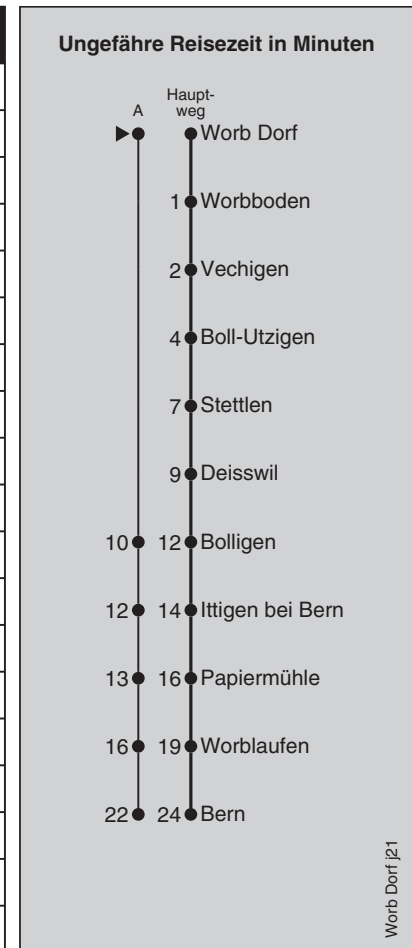 Ungefähre Reisezeit in Minuten
A
Haupt-
weg
Worb Dorf
1 Worbboden
2 Vechigen
4 Boll-Utzigen
7 Stettlen
9 Deisswil
10 12 Bolligen
12 14 Ittigen bei Bern
13 16 Papiermühle
16 19 Worblaufen
22 24 Bern
Worb Dorf j21